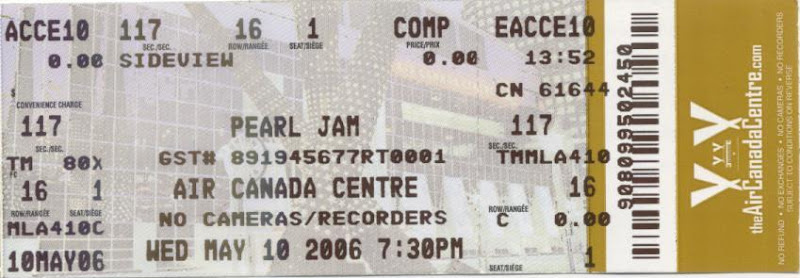 ACCE10 117 16 1 COMP EACCE10
SEC./SEC. ROW/RANGÉE SEAT/SIÈGE PRICE/PRIX
0.00 SIDEVIEW 0.00 13:52
$ CN 61644
CONVENIENCE CHARGE
117 PEARL JAM 117
SEC./SEC. SEC./SEC.
TM 80X GST# 891945677RT0001 TMMLA410
16 1 AIR CANADA CENTRE 16
ROW/RANGÉE SEAT/SIÈGE ROW/RANGÉE
MLA410C NO CAMERAS/RECORDERS C 0.00
10MAY06 WED MAY 10 2006 7:30PM 1
SEAT/SIÈGE
908099502450
theAirCanadaCentre.com
NO REFUND • NO EXCHANGES • NO CAMERAS • NO RECORDERS
SUBJECT TO CONDITIONS ON REVERSE